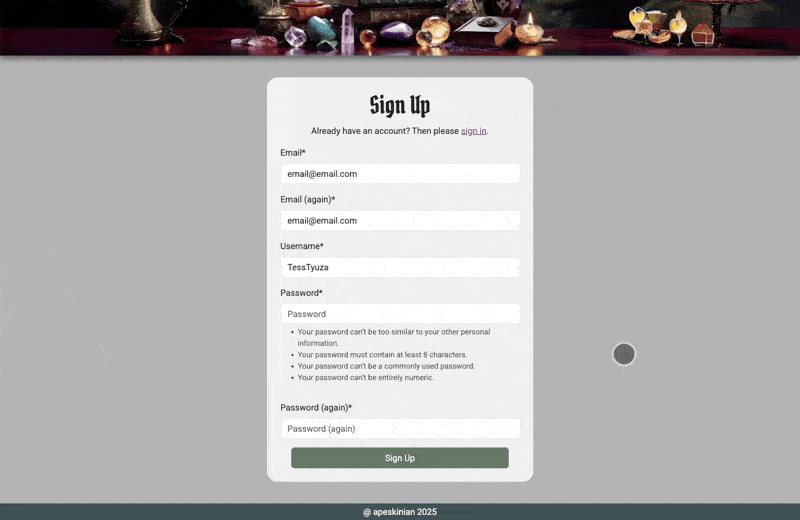 Sign Up
Already have an account? Then please sign in.
Email*
email@email.com
Email (again)*
email@email.com
Username*
TessTyuza
Password*
Password
• Your password can't be too similar to your other personal
information.
• Your password must contain at least 8 characters.
• Your password can't be a commonly used password.
• Your password can't be entirely numeric.
Password (again)*
Password (again)
Sign Up
@ apeskinian 2025